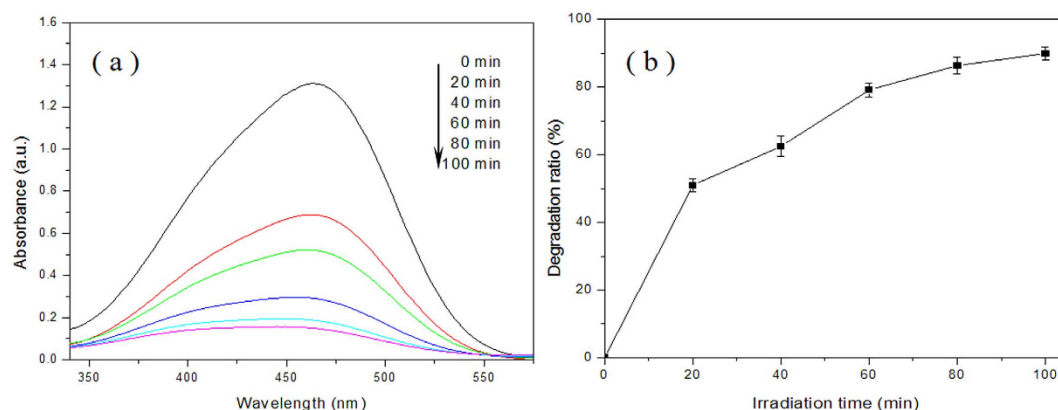 ( a )
0 min
20 min
40 min
60 min
80 min
100 min
1.6
1.4
1.2
1.0
0.8
0.6
0.4
0.2
0.0
350
400
450
500
550
Absorbance (a.u.)
Wavelength (nm)
( b )
100
80
60
40
20
0
0
20
40
60
80
100
Degradation ratio (%)
Irradiation time (min)